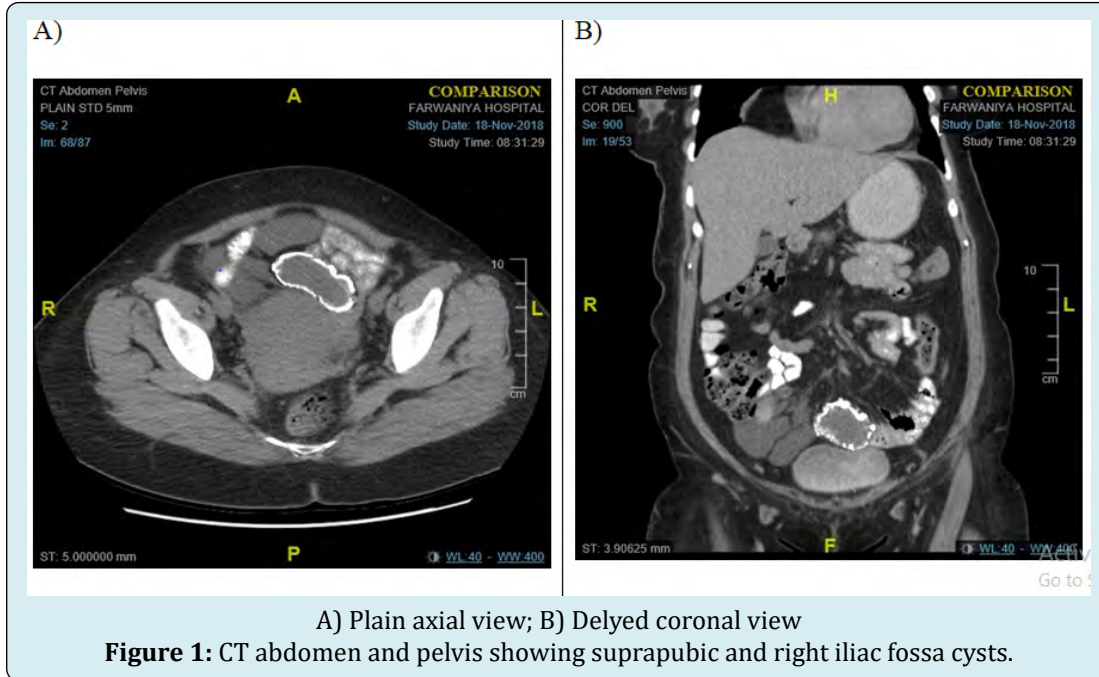 A)
CT Abdomen Pelvis
PLAIN STD 5mm
Se: 2
Im: 68/87
A
COMPARISON
FARWANIYA HOSPITAL
Study Date: 18-Nov-2018
Study Time: 08:31:29
R
10
L
cm
ST: 5.000000 mm
P
WL:40 - WW:400
B)
CT Abdomen Pelvis
COR DEL
Se: 900
Im: 19/53
H
COMPARISON
FARWANIYA HOSPITAL
Study Date: 18-Nov-2018
Study Time: 08:31:29
R
10
L
cm
ST: 3.90625 mm
F
WL:40 - WW:400
Go to
A) Plain axial view; B) Delyed coronal view
Figure 1: CT abdomen and pelvis showing suprapubic and right iliac fossa cysts.